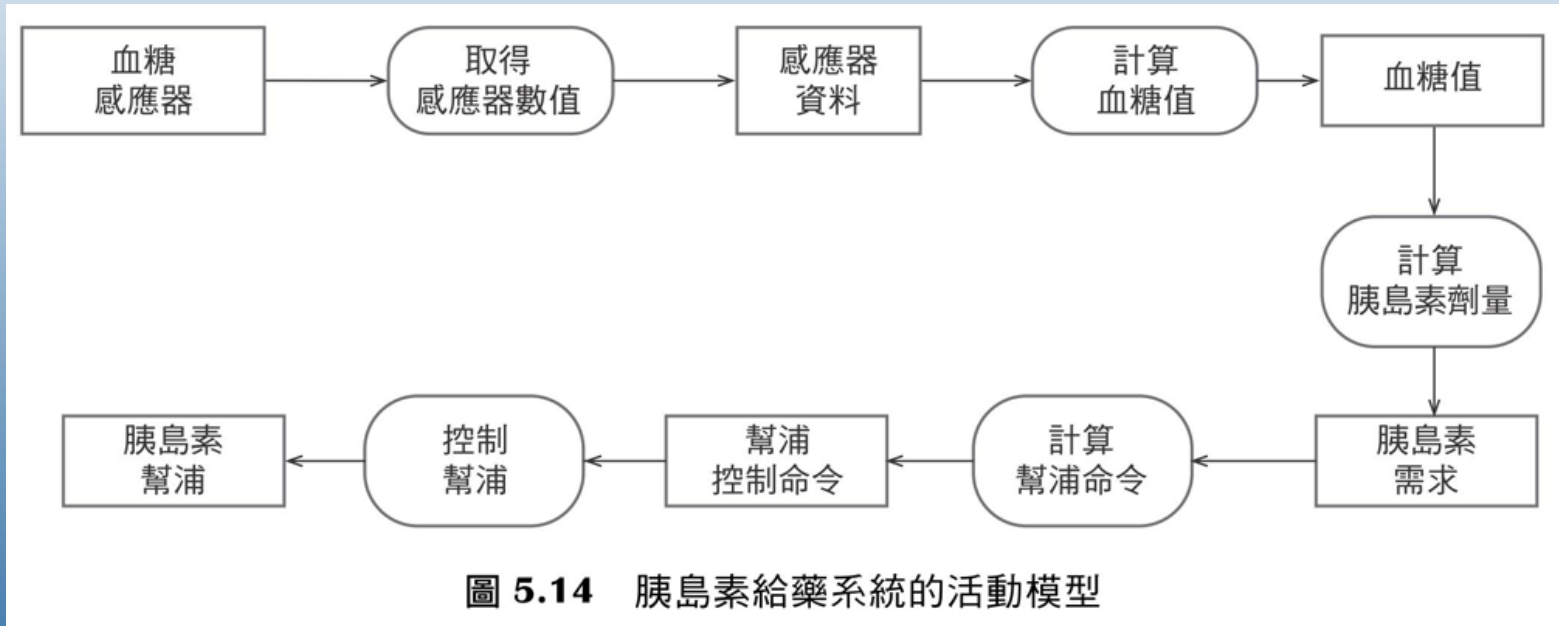 血糖
感應器
取得
感應器數值
感應器
資料
計算
血糖值
血糖值
計算
胰島素劑量
胰島素
需求
計算
幫浦命令
幫浦
控制命令
控制
幫浦
胰島素
幫浦
圖 5.14 胰島素給藥系統的活動模型